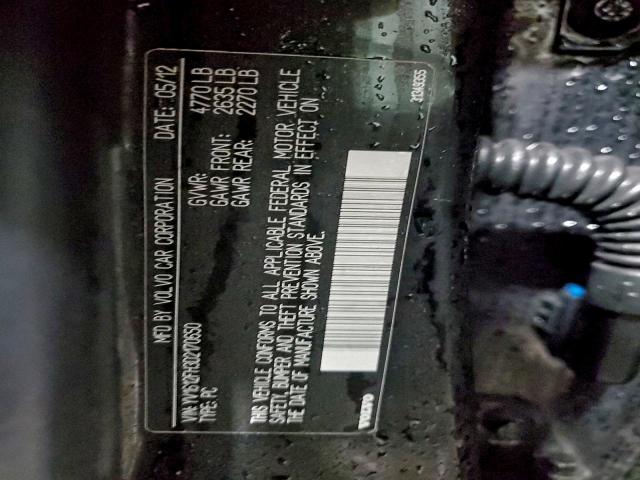 MFD BY VOLVO CAR CORPORATION DATE: 05/12
GVWR: 4770 LB
GAWR FRONT: 2635 LB
GAWR REAR: 2270 LB
VIN: TYPE: PC
THIS VEHICLE CONFORMS TO ALL APPLICABLE FEDERAL MOTOR VEHICLE
SAFETY, BUMPER AND THEFT PREVENTION STANDARDS IN EFFECT ON
THE DATE OF MANUFACTURE SHOWN ABOVE.
VOLVO